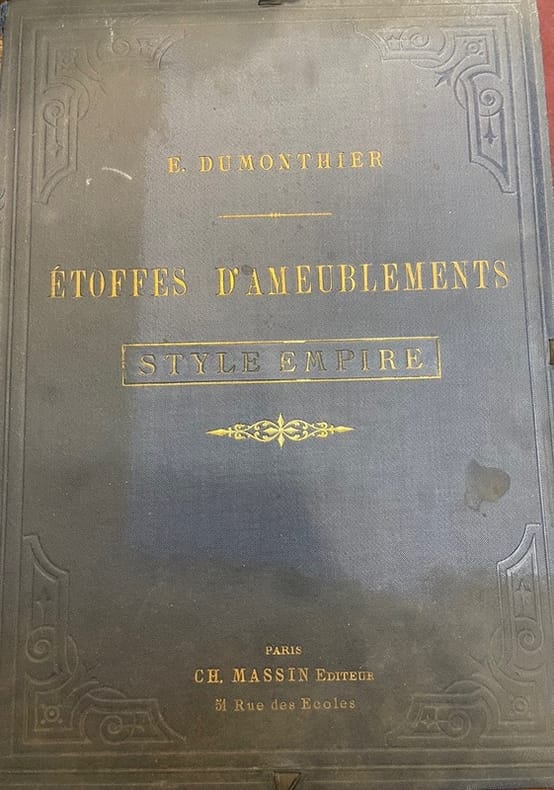 E. DUMONTHIER
ÉTOFFES D'AMEUBLEMENTS
STYLE EMPIRE
PARIS
CH. MASSIN EDITEUR
51 Rue des Ecoles